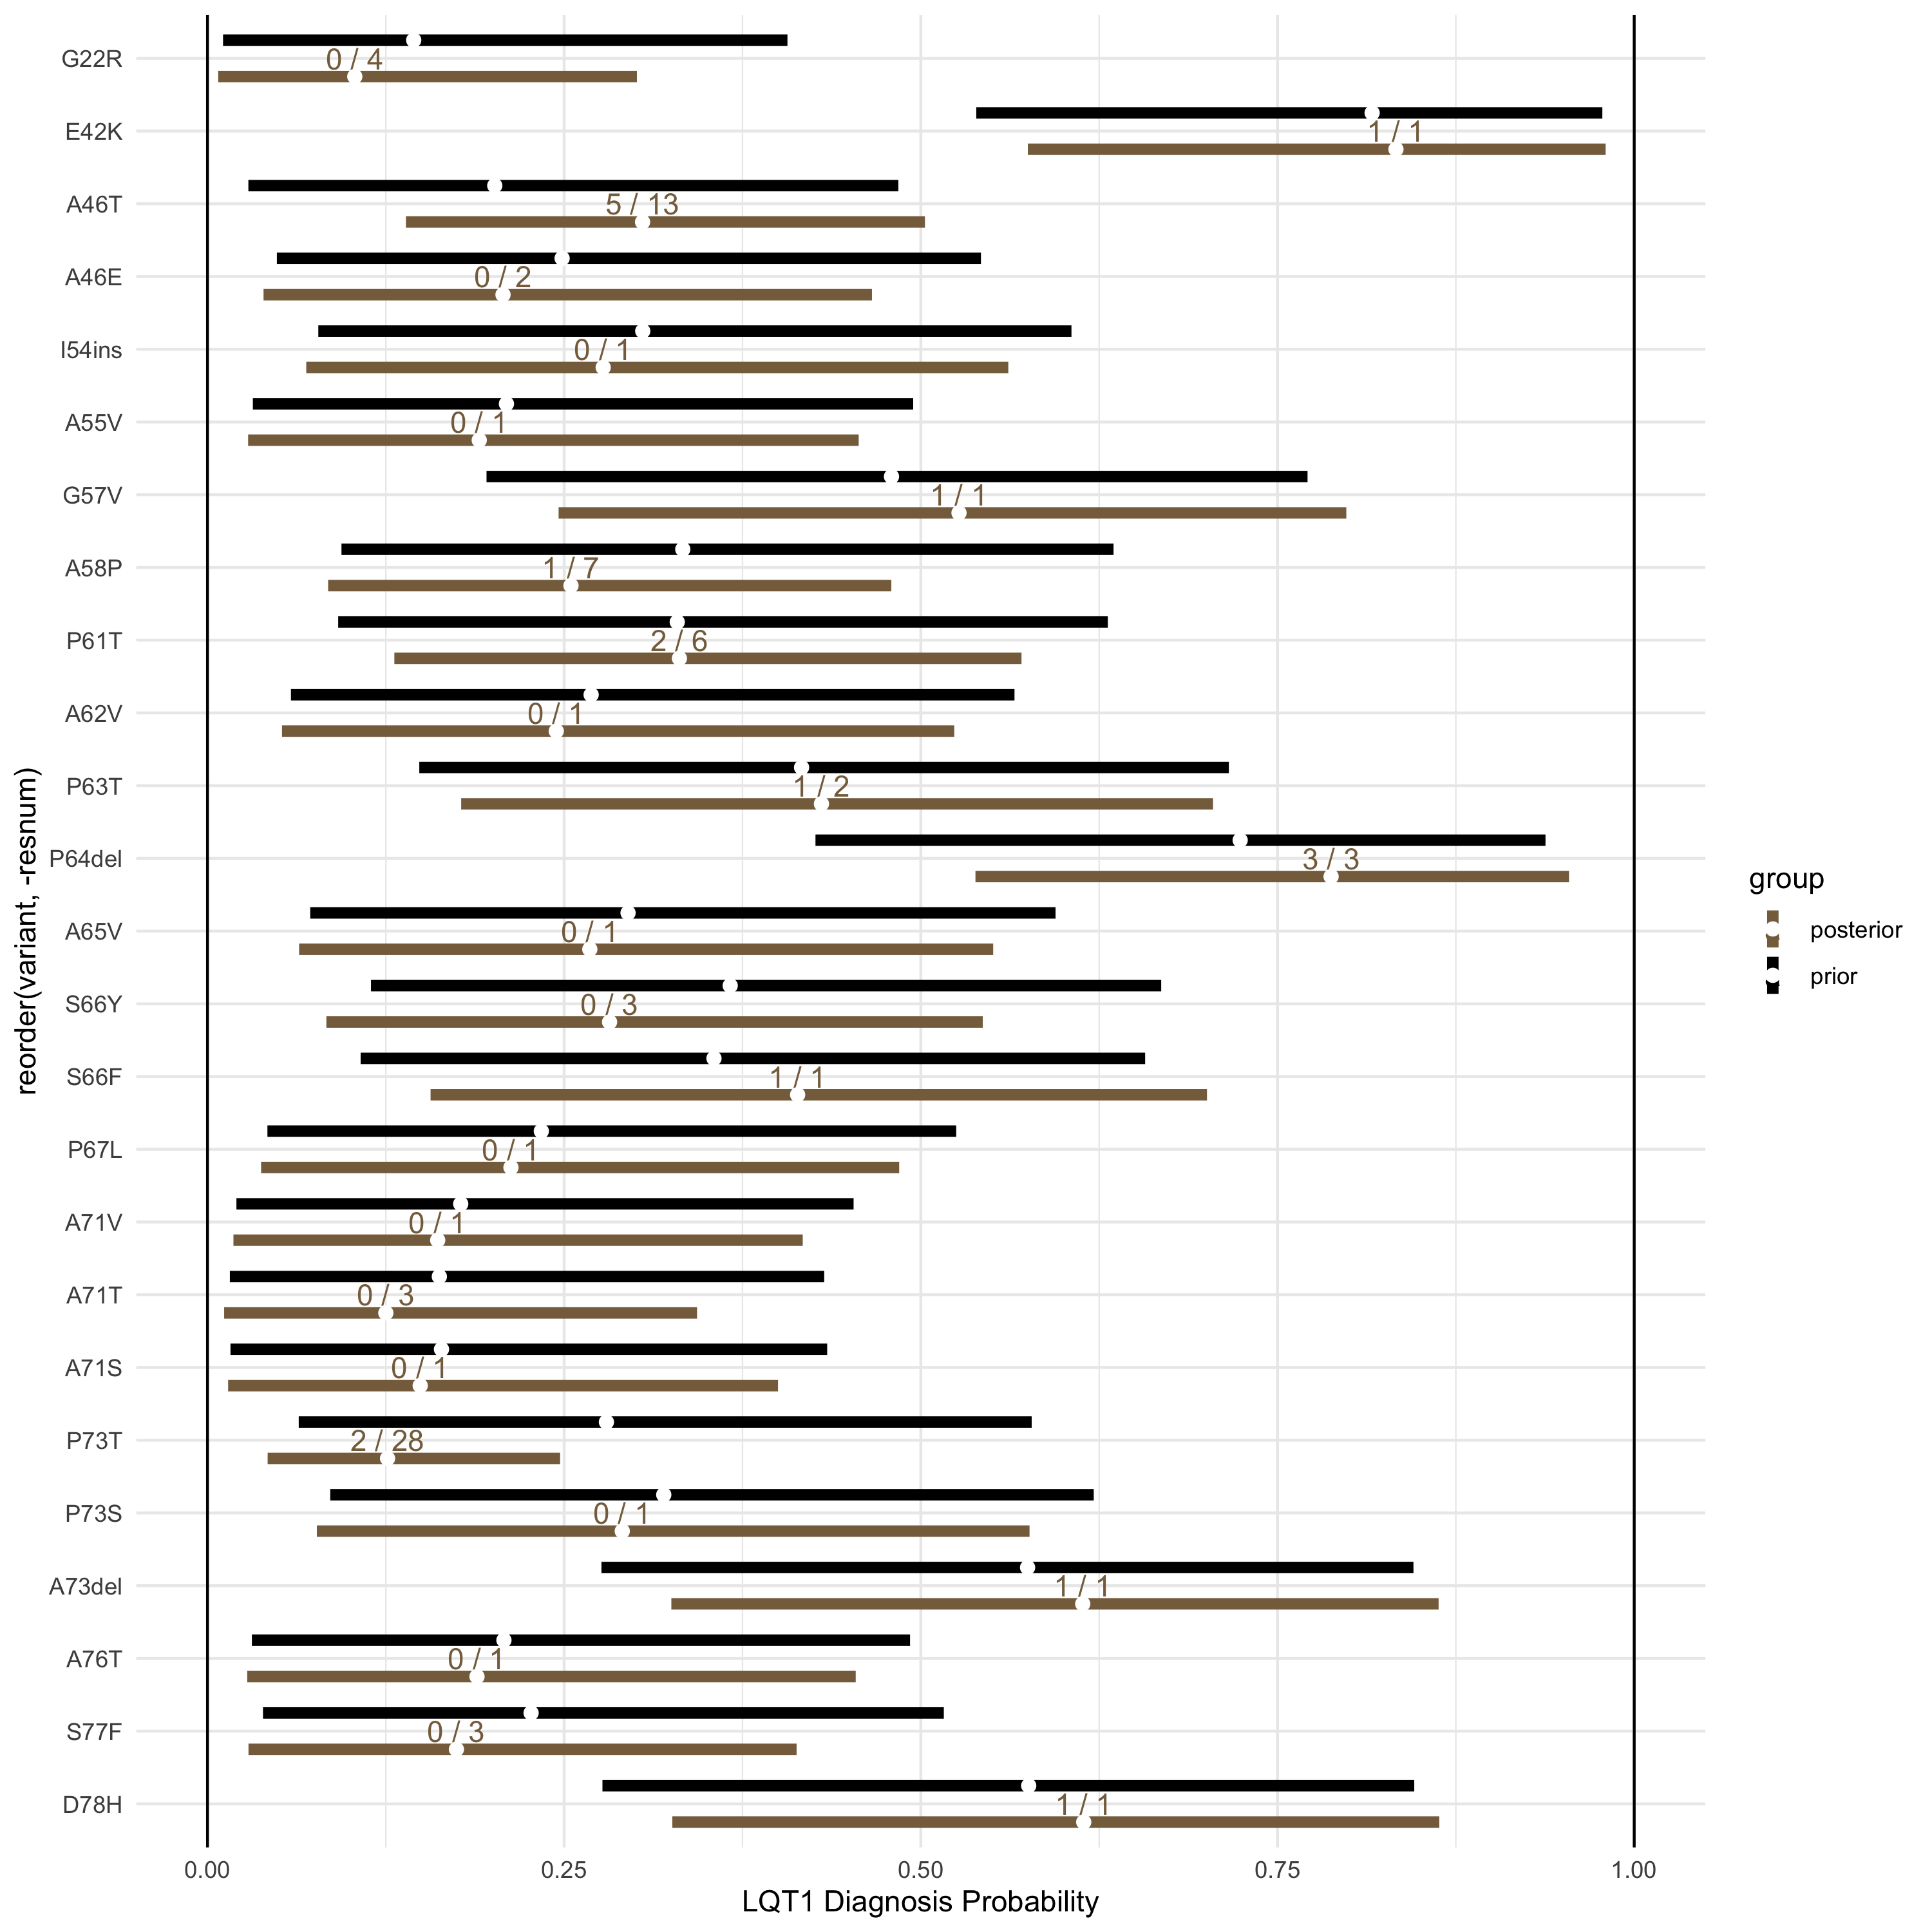 G22R
0 / 4
E42K
1 / 1
A46T
5 / 13
A46E
0 / 2
I54ins
0 / 1
A55V
0 / 1
G57V
1 / 1
A58P
1 / 7
P61T
2 / 6
A62V
0 / 1
P63T
1 / 2
P64del
3 / 3
A65V
0 / 1
S66Y
0 / 3
S66F
1 / 1
P67L
0 / 1
A71V
0 / 1
A71T
0 / 3
A71S
0 / 1
P73T
2 / 28
P73S
0 / 1
A73del
1 / 1
A76T
0 / 1
S77F
0 / 3
D78H
1 / 1
reorder(variant, -resnum)
0.00
0.25
0.50
0.75
1.00
LQT1 Diagnosis Probability
group
posterior
prior